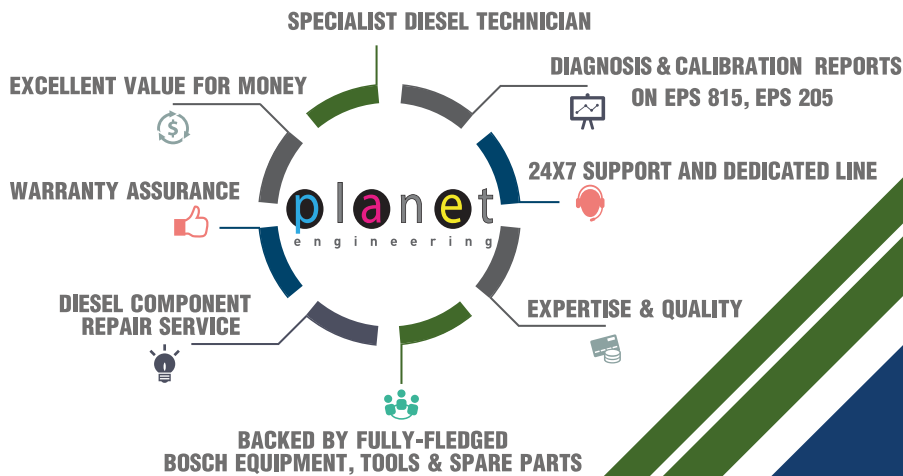 SPECIALIST DIESEL TECHNICIAN
EXCELLENT VALUE FOR MONEY
$
DIAGNOSIS & CALIBRATION REPORTS
ON EPS 815, EPS 205
WARRANTY ASSURANCE
24X7 SUPPORT AND DEDICATED LINE
planet
engineering
DIESEL COMPONENT
REPAIR SERVICE
EXPERTISE & QUALITY
BACKED BY FULLY-FLEDGED
BOSCH EQUIPMENT, TOOLS & SPARE PARTS